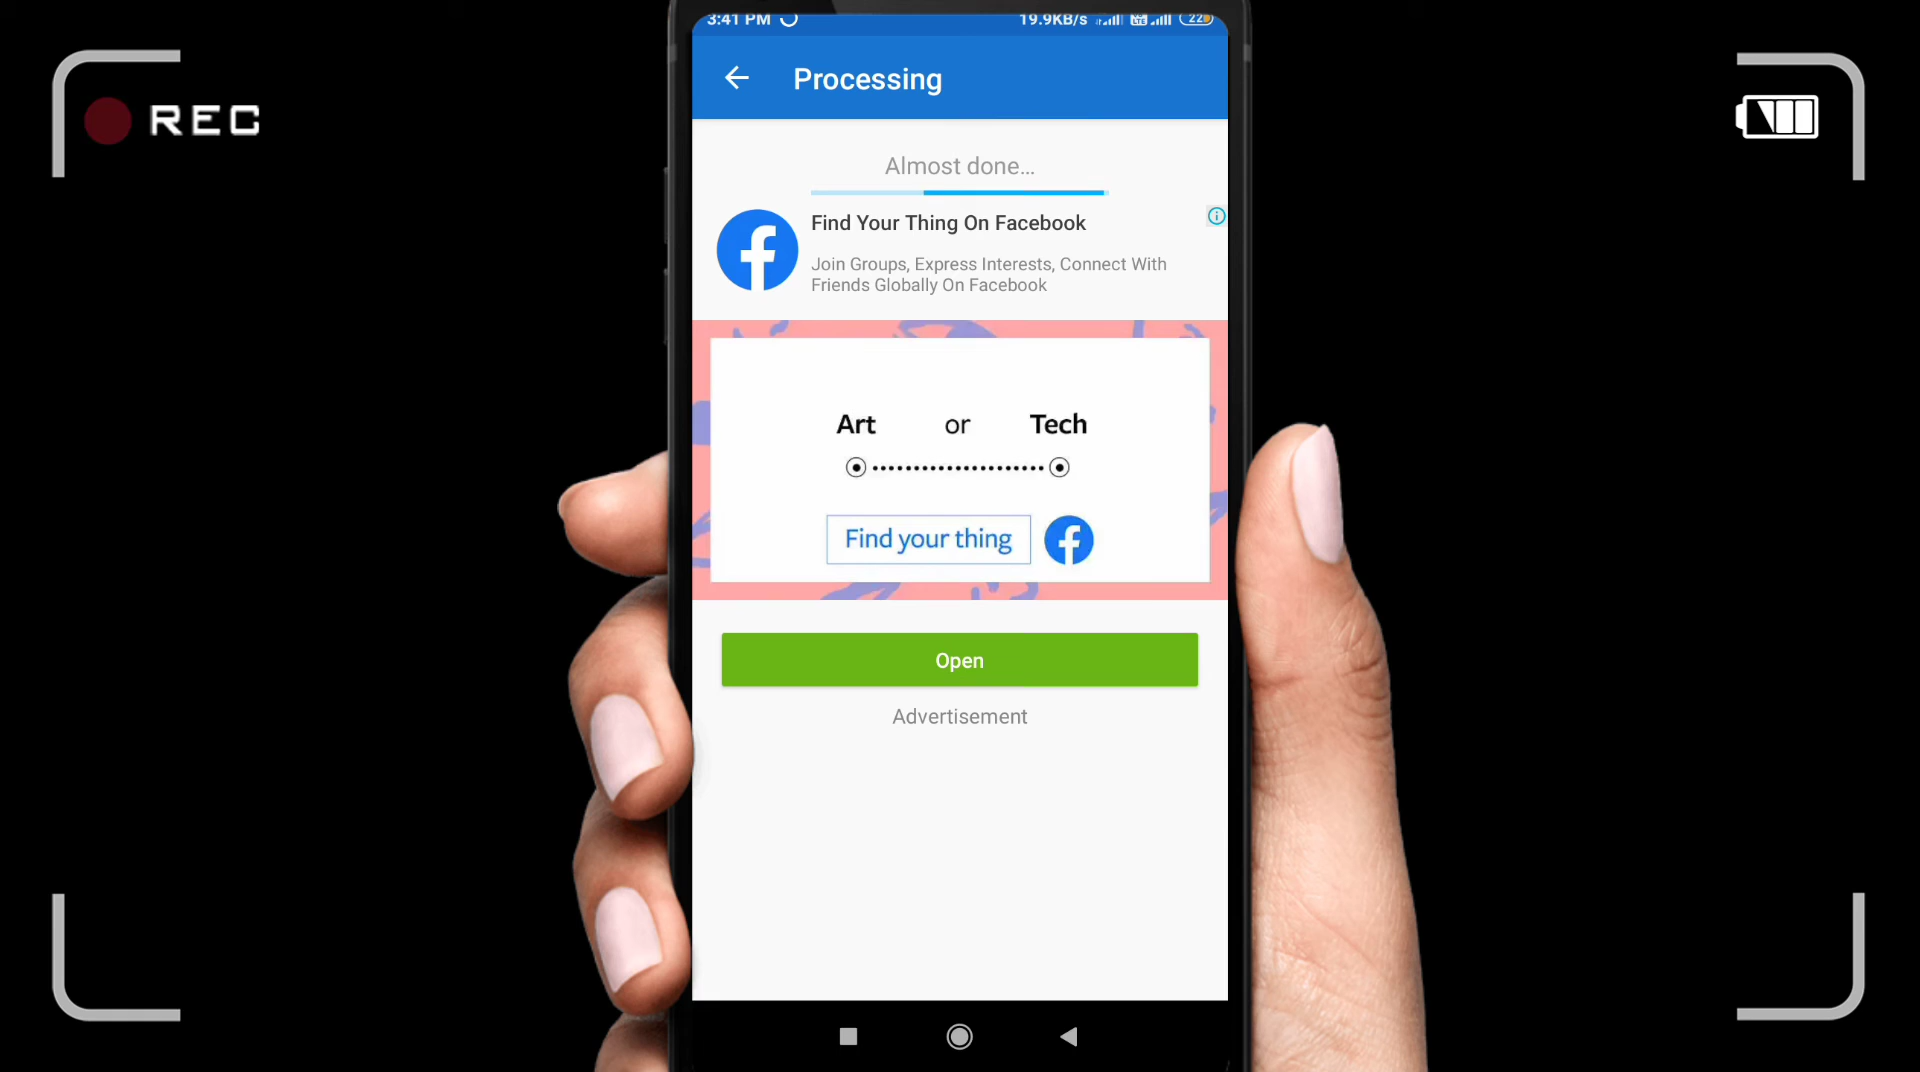 3:41 PM 19.9KB/s 22
REC
Processing
Almost done...
Find Your Thing On Facebook
Join Groups, Express Interests, Connect With
Friends Globally On Facebook
Art or Tech
Find your thing
Open
Advertisement